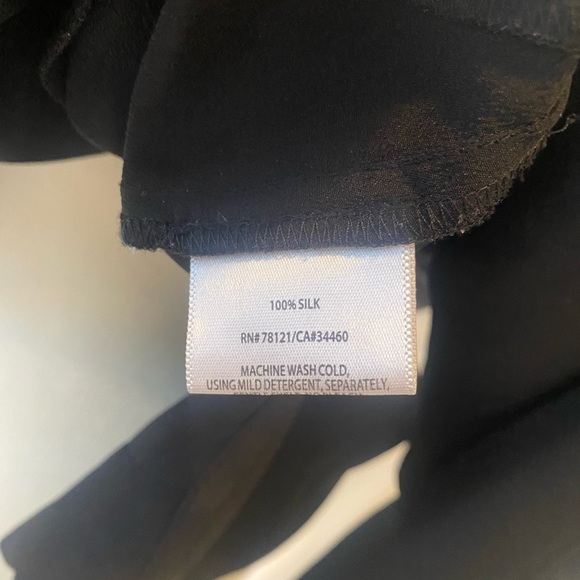 100% SILK
RN# 78121/CA#34460
MACHINE WASH COLD,
USING MILD DETERGENT, SEPARATELY,